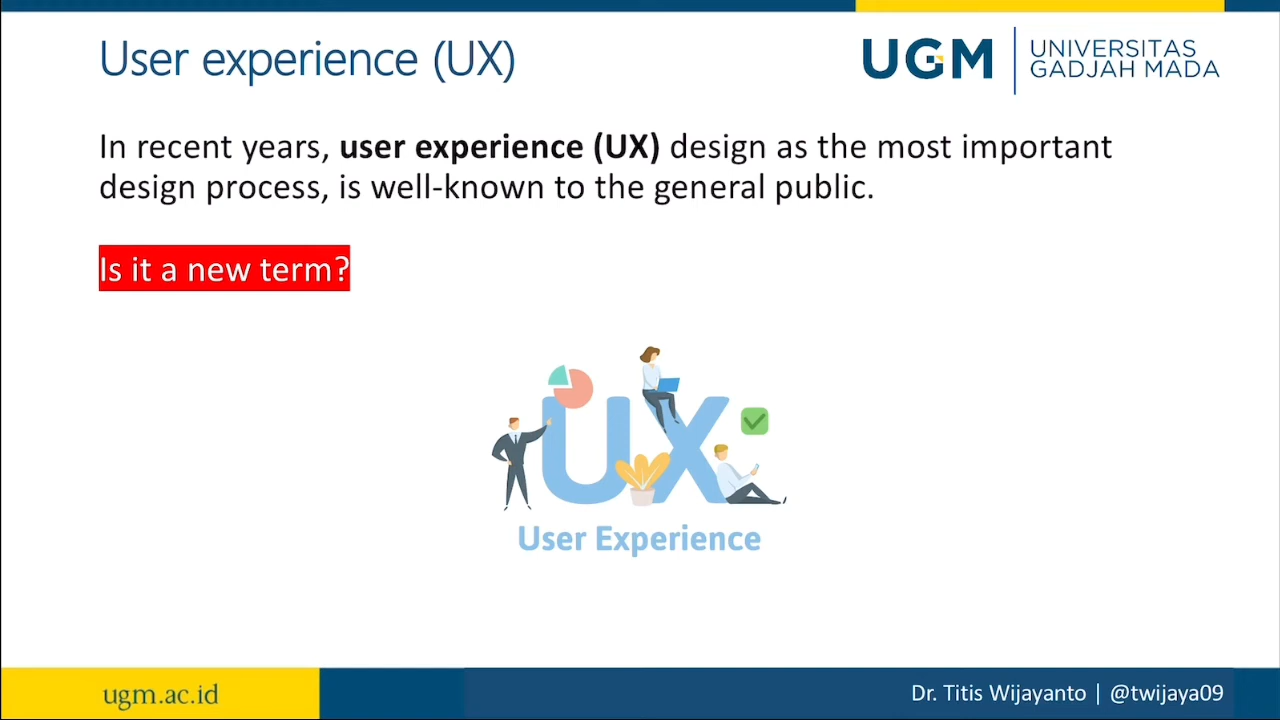 User experience (UX)
UGM
UNIVERSITAS
GADJAH MADA
In recent years, user experience (UX) design as the most important
design process, is well-known to the general public.
Is it a new term?
UX
User Experience
ugm.ac.id
Dr. Titis Wijayanto | @twijaya09